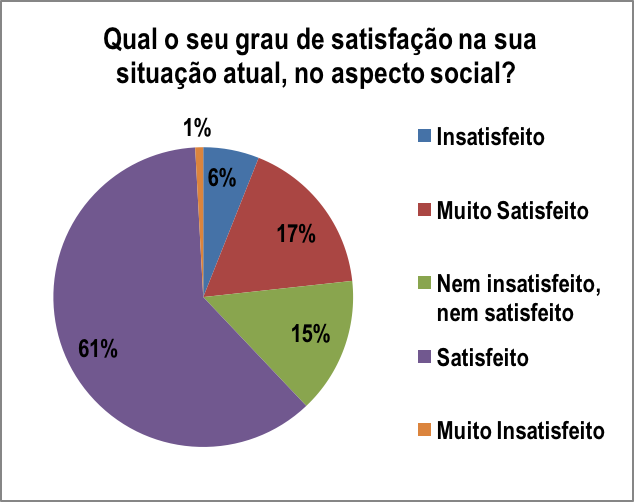 Qual o seu grau de satisfação na sua
situação atual, no aspecto social?
1%
6%
17%
15%
61%
Insatisfeito
Muito Satisfeito
Nem insatisfeito,
nem satisfeito
Satisfeito
Muito Insatisfeito